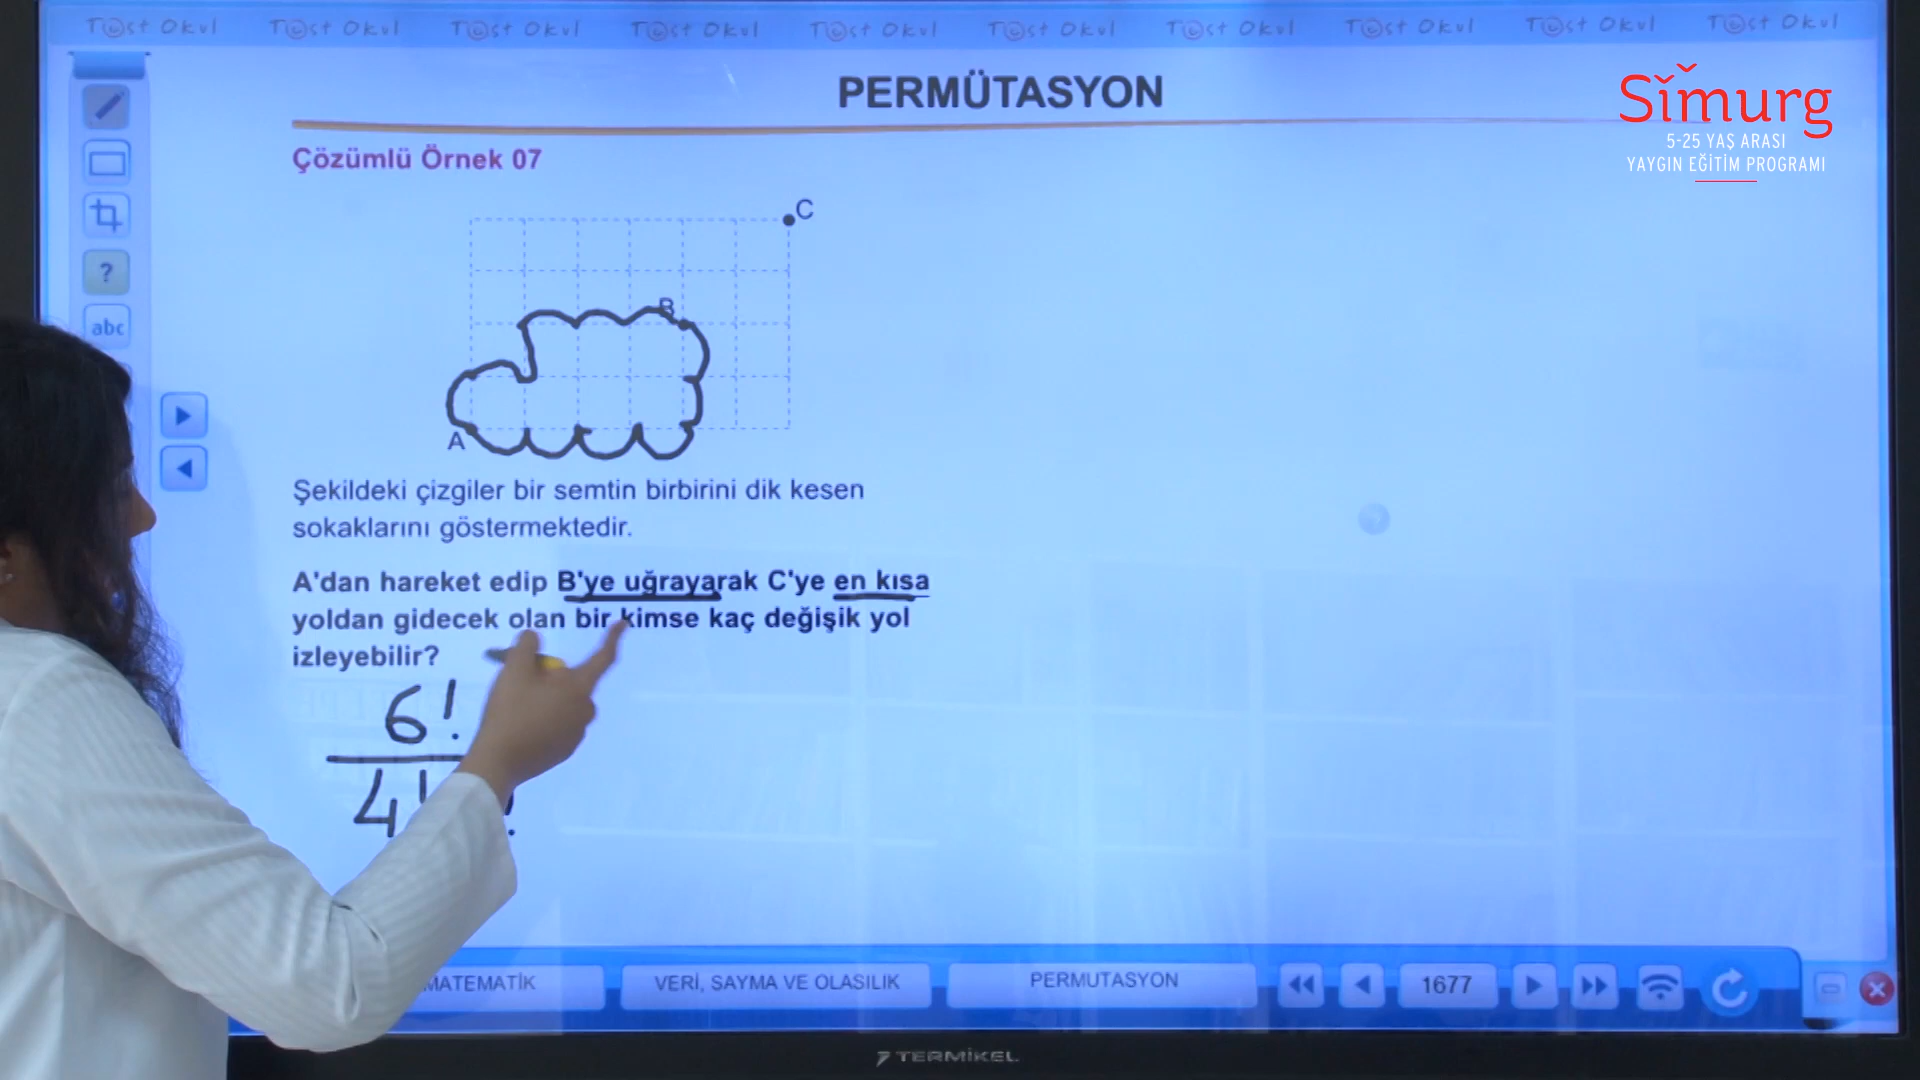 Test Okul Test Okul Test Okul Test Okul Test Okul Test Okul Test Okul Test Okul Test Okul Test Okul
PERMÜTASYON
Simurg
5-25 YAŞ ARASI
YAYGIN EĞİTİM PROGRAMI
Çözümlü Örnek 07
C
B
A
?
abc
Şekildeki çizgiler bir semtin birbirini dik kesen
sokaklarını göstermektedir.
A'dan hareket edip B'ye uğrayarak C'ye en kısa
yoldan gidecek olan bir kimse kaç değişik yol
izleyebilir?
6!
4!
MATEMATİK VERİ, SAYMA VE OLASILIK PERMUTASYON 1677
TERMİKEL